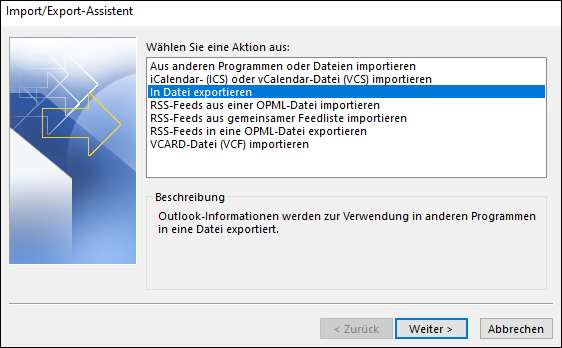 Import/Export-Assistent
Wählen Sie eine Aktion aus:
Aus anderen Programmen oder Dateien importieren
iCalendar- (ICS) oder vCalendar-Datei (VCS) importieren
In Datei exportieren
RSS-Feeds aus einer OPML-Datei importieren
RSS-Feeds aus gemeinsamer Feedliste importieren
RSS-Feeds in eine OPML-Datei exportieren
VCARD-Datei (VCF) importieren
Beschreibung
Outlook-Informationen werden zur Verwendung in anderen Programmen
in eine Datei exportiert.
< Zurück Weiter > Abbrechen